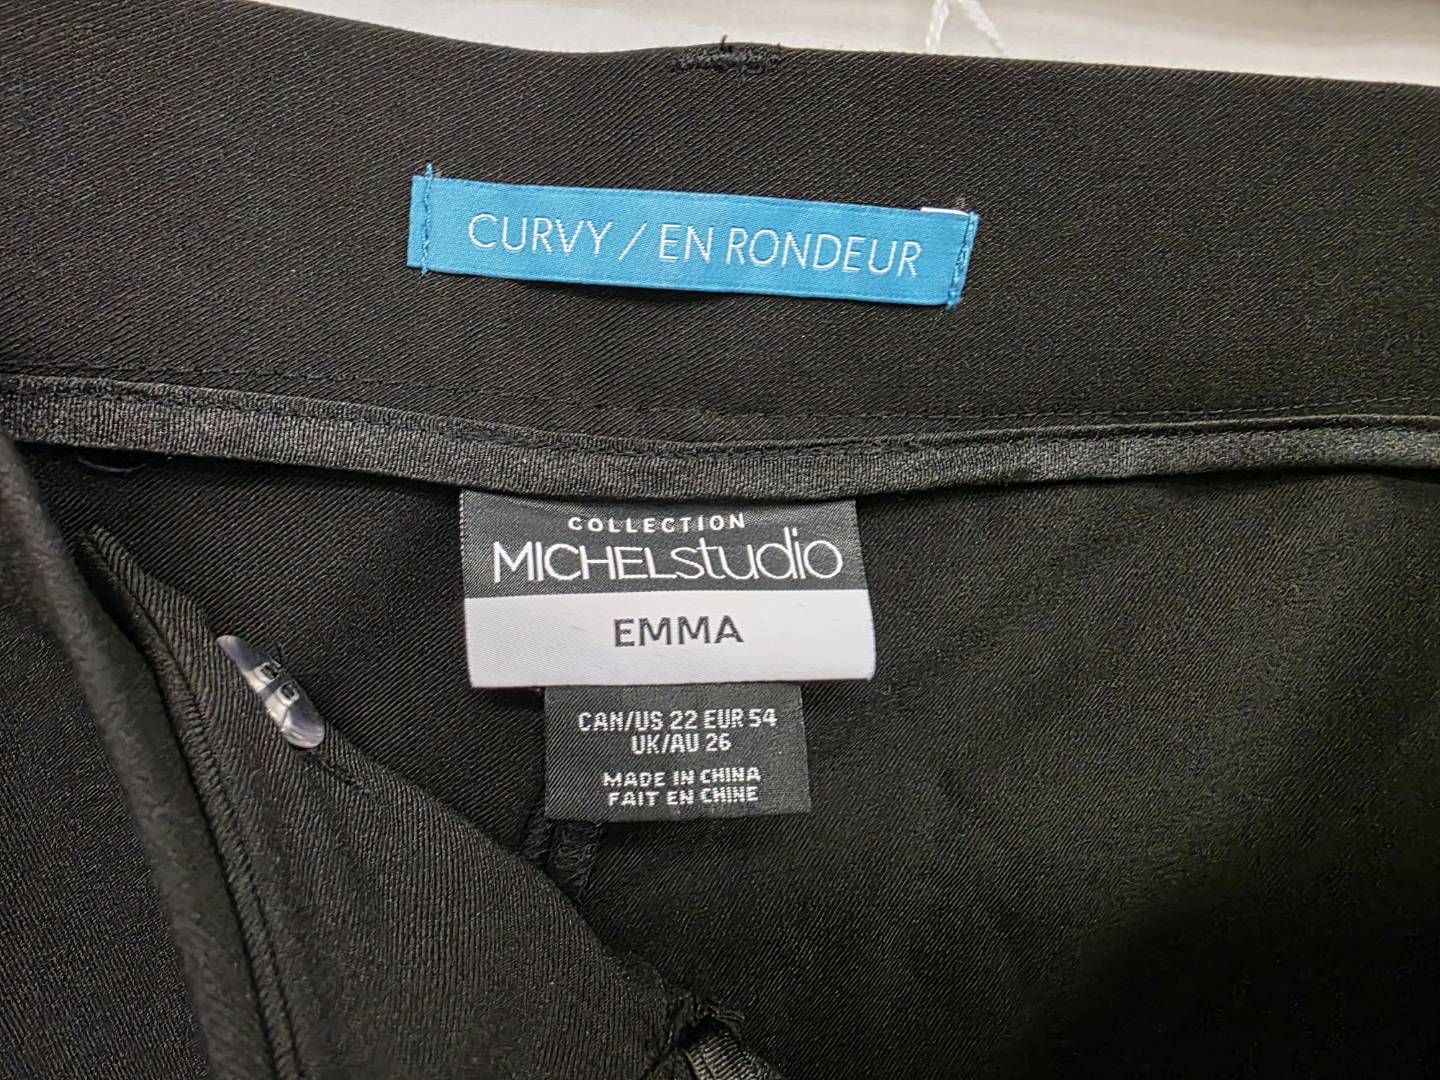 CURVY / EN RONDEUR
COLLECTION
MICHELstudio
EMMA
CAN/US 22 EUR 54
UK/AU 26
MADE IN CHINA
FAIT EN CHINE